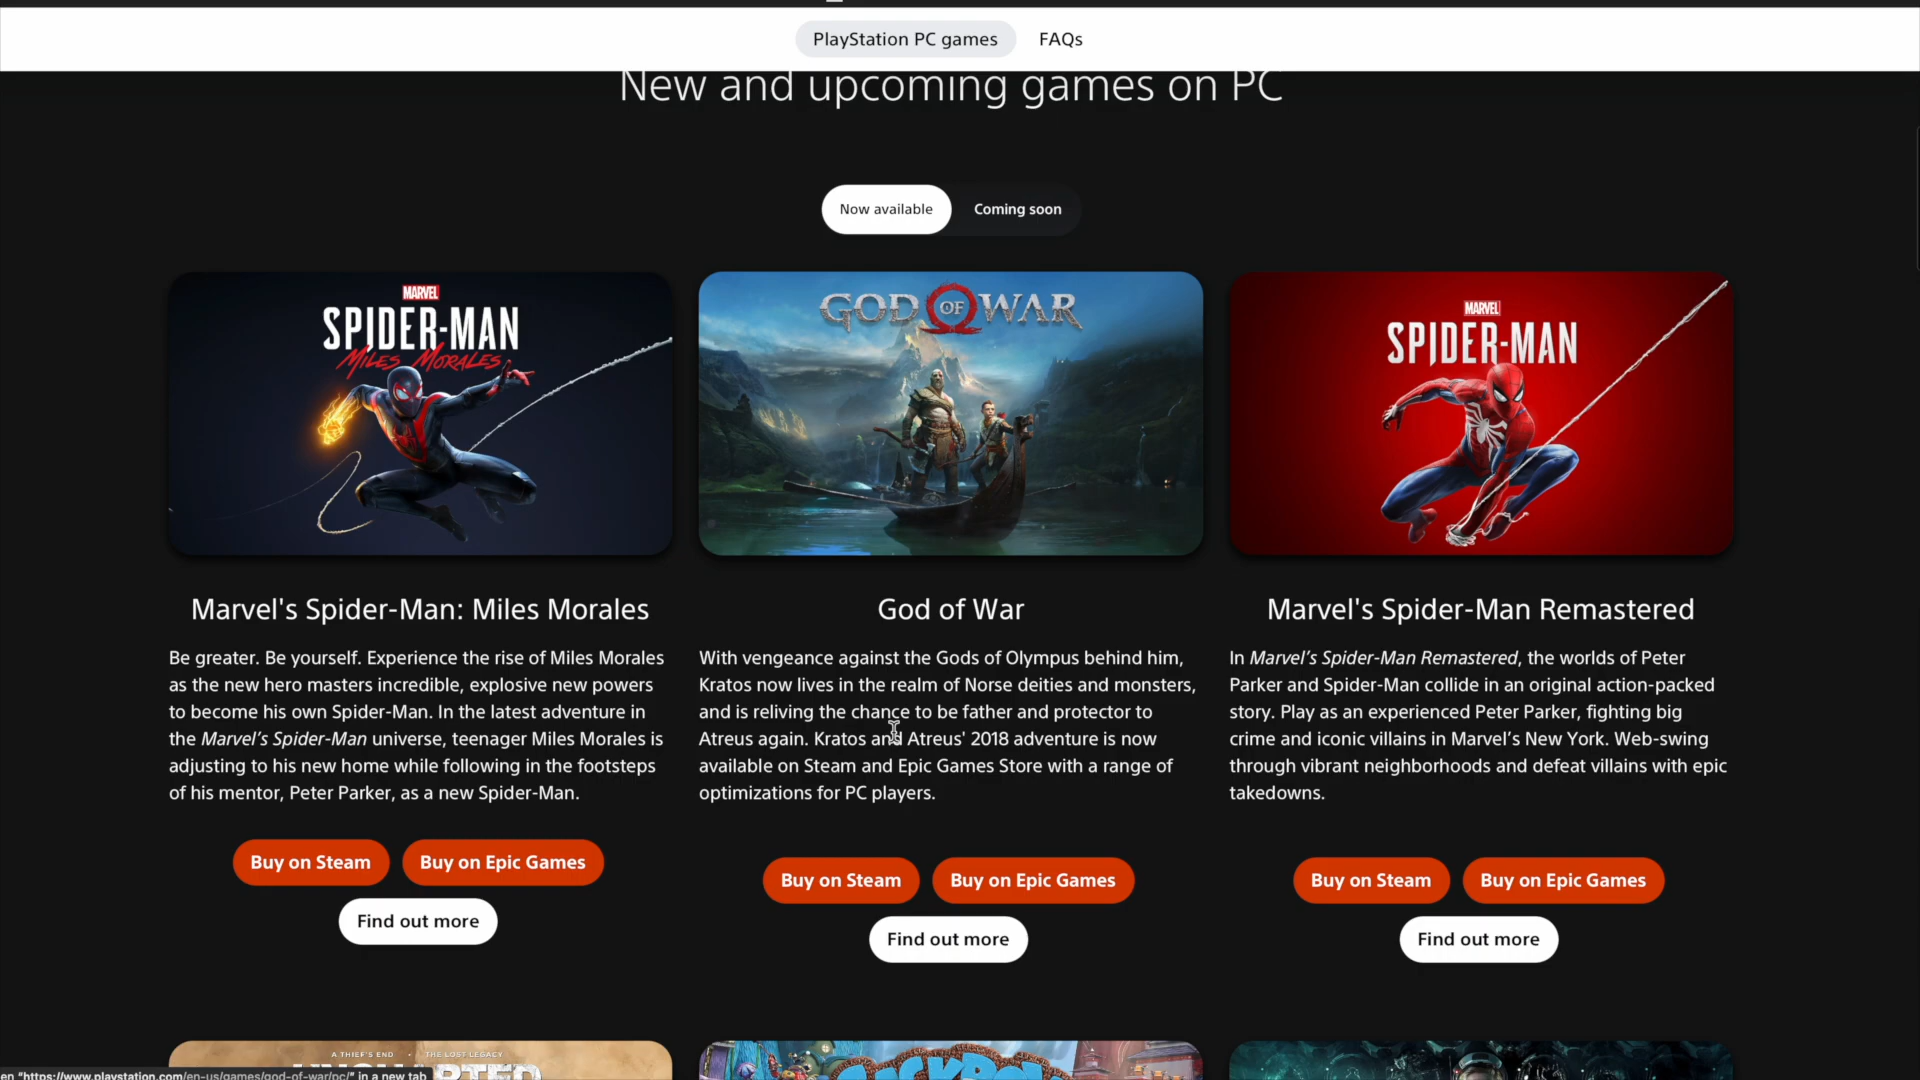 PlayStation PC games
FAQs
New and upcoming games on PC
Now available
Coming soon
MARVEL
SPIDER-MAN
MILES MORALES
GOD OF WAR
MARVEL
SPIDER-MAN
Marvel's Spider-Man: Miles Morales
Be greater. Be yourself. Experience the rise of Miles Morales
as the new hero masters incredible, explosive new powers
to become his own Spider-Man. In the latest adventure in
the Marvel’s Spider-Man universe, teenager Miles Morales is
adjusting to his new home while following in the footsteps
of his mentor, Peter Parker, as a new Spider-Man.
Buy on Steam
Buy on Epic Games
Find out more
God of War
With vengeance against the Gods of Olympus behind him,
Kratos now lives in the realm of Norse deities and monsters,
and is reliving the chance to be father and protector to
Atreus again. Kratos and Atreus' 2018 adventure is now
available on Steam and Epic Games Store with a range of
optimizations for PC players.
Buy on Steam
Buy on Epic Games
Find out more
Marvel's Spider-Man Remastered
In Marvel’s Spider-Man Remastered, the worlds of Peter
Parker and Spider-Man collide in an original action-packed
story. Play as an experienced Peter Parker, fighting big
crime and iconic villains in Marvel’s New York. Web-swing
through vibrant neighborhoods and defeat villains with epic
takedowns.
Buy on Steam
Buy on Epic Games
Find out more
A THIEF'S END • THE LOST LEGACY
UNCHARTED
en “https://www.playstation.com/en-us/games/god-of-war/pc/” in a new tab